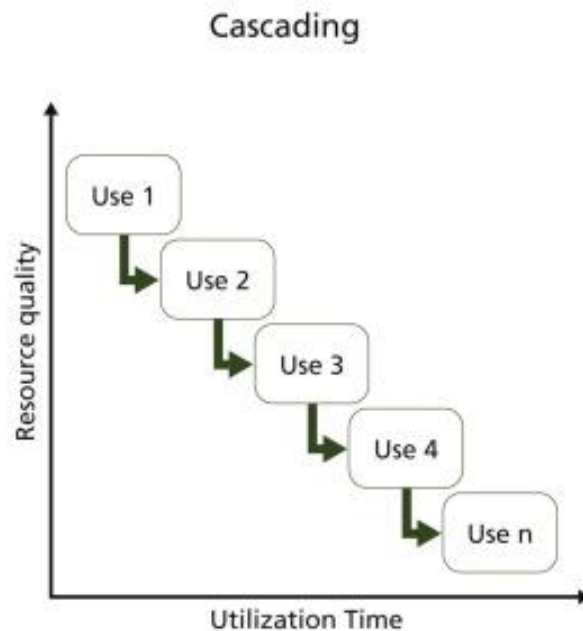 Cascading
Resource quality
Use 1
Use 2
Use 3
Use 4
Use n
Utilization Time